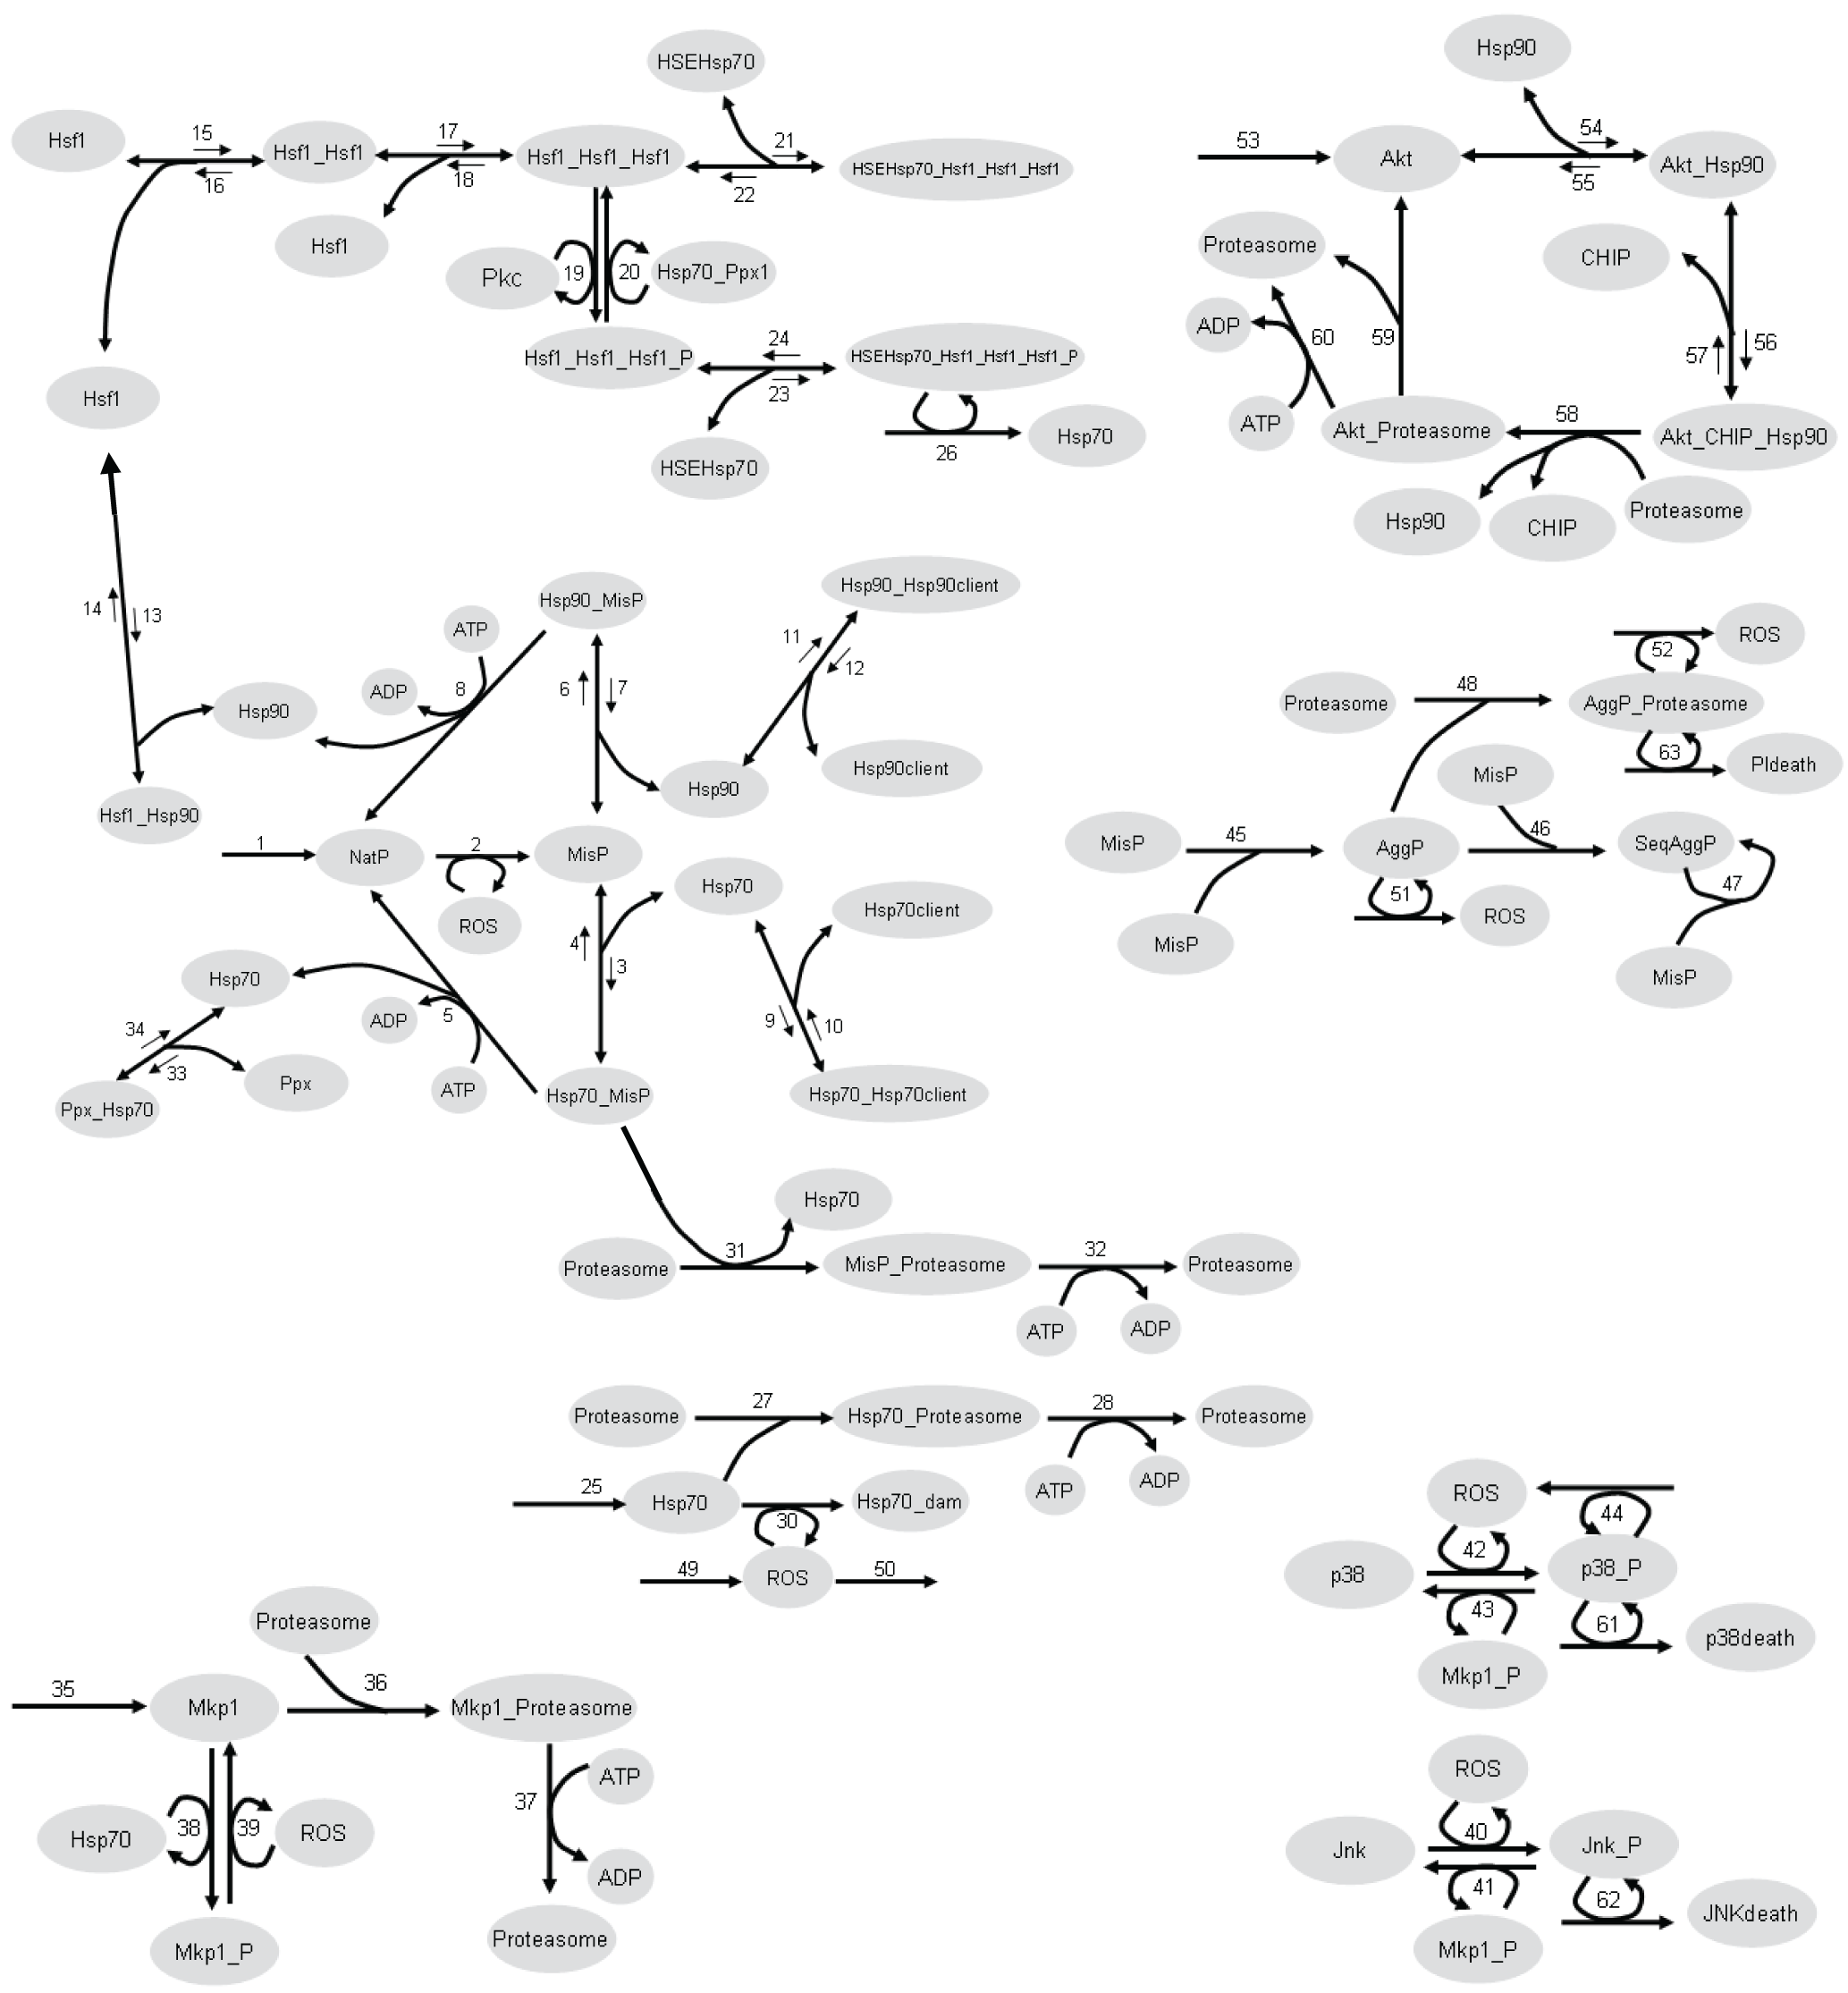 HSEHsp70
Hsf1
15
16
Hsf1_Hsf1
17
18
Hsf1_Hsf1_Hsf1
21
22
HSEHsp70_Hsf1_Hsf1_Hsf1
Hsf1
Pkc
19
20
Hsp70_Ppx1
Hsf1_Hsf1_Hsf1_P
24
23
HSEHsp70_Hsf1_Hsf1_Hsf1_P
HSEHsp70
26
Hsp70
Hsf1
Hsp90
53
Akt
54
55
Akt_Hsp90
Proteasome
CHIP
ADP
60
59
57
56
ATP
Akt_Proteasome
58
Akt_CHIP_Hsp90
Hsp90
CHIP
Proteasome
14
13
Hsp90
Hsf1_Hsp90
ATP
ADP
8
Hsp90_MisP
6
7
Hsp90
Hsp90_Hsp90client
11
12
Hsp90client
1
NatP
2
MisP
ROS
Hsp70
4
3
Hsp70client
9
10
Hsp70_Hsp70client
Hsp70
34
33
Ppx_Hsp70
Ppx
ADP
5
ATP
Hsp70_MisP
ROS
52
Proteasome
48
AggP_Proteasome
63
Pldeath
MisP
MisP
45
AggP
46
SeqAggP
51
ROS
47
MisP
MisP
Hsp70
Proteasome
31
MisP_Proteasome
32
Proteasome
ATP
ADP
Proteasome
27
Hsp70_Proteasome
28
Proteasome
ATP
ADP
25
Hsp70
30
Hsp70_dam
49
ROS
50
ROS
44
42
p38
p38_P
43
61
p38death
Mkp1_P
Proteasome
35
Mkp1
36
Mkp1_Proteasome
Hsp70
38
39
ROS
37
ATP
ADP
Mkp1_P
Proteasome
ROS
40
Jnk
Jnk_P
41
62
JNKdeath
Mkp1_P